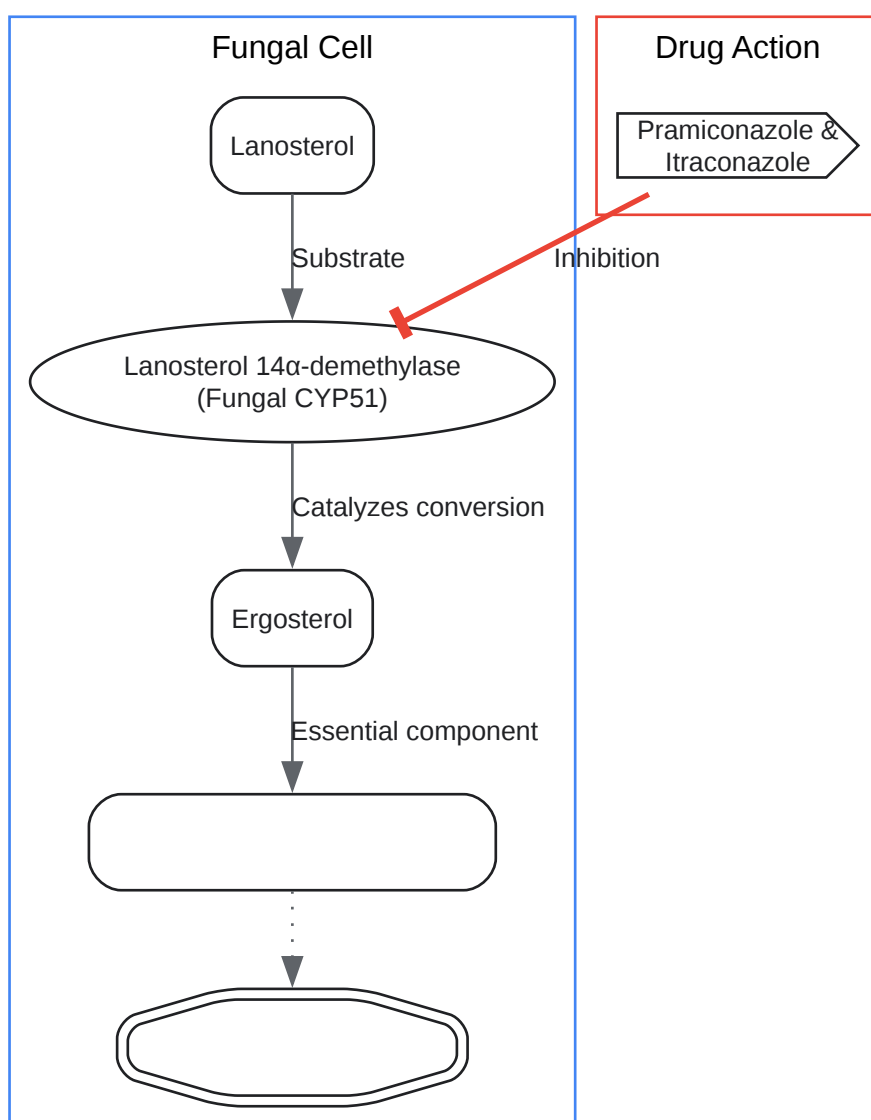 Fungal Cell
Drug Action
Lanosterol
Pramiconazole &
Itraconazole
Substrate
Inhibition
Lanosterol 14α-demethylase
(Fungal CYP51)
Catalyzes conversion
Ergosterol
Essential component